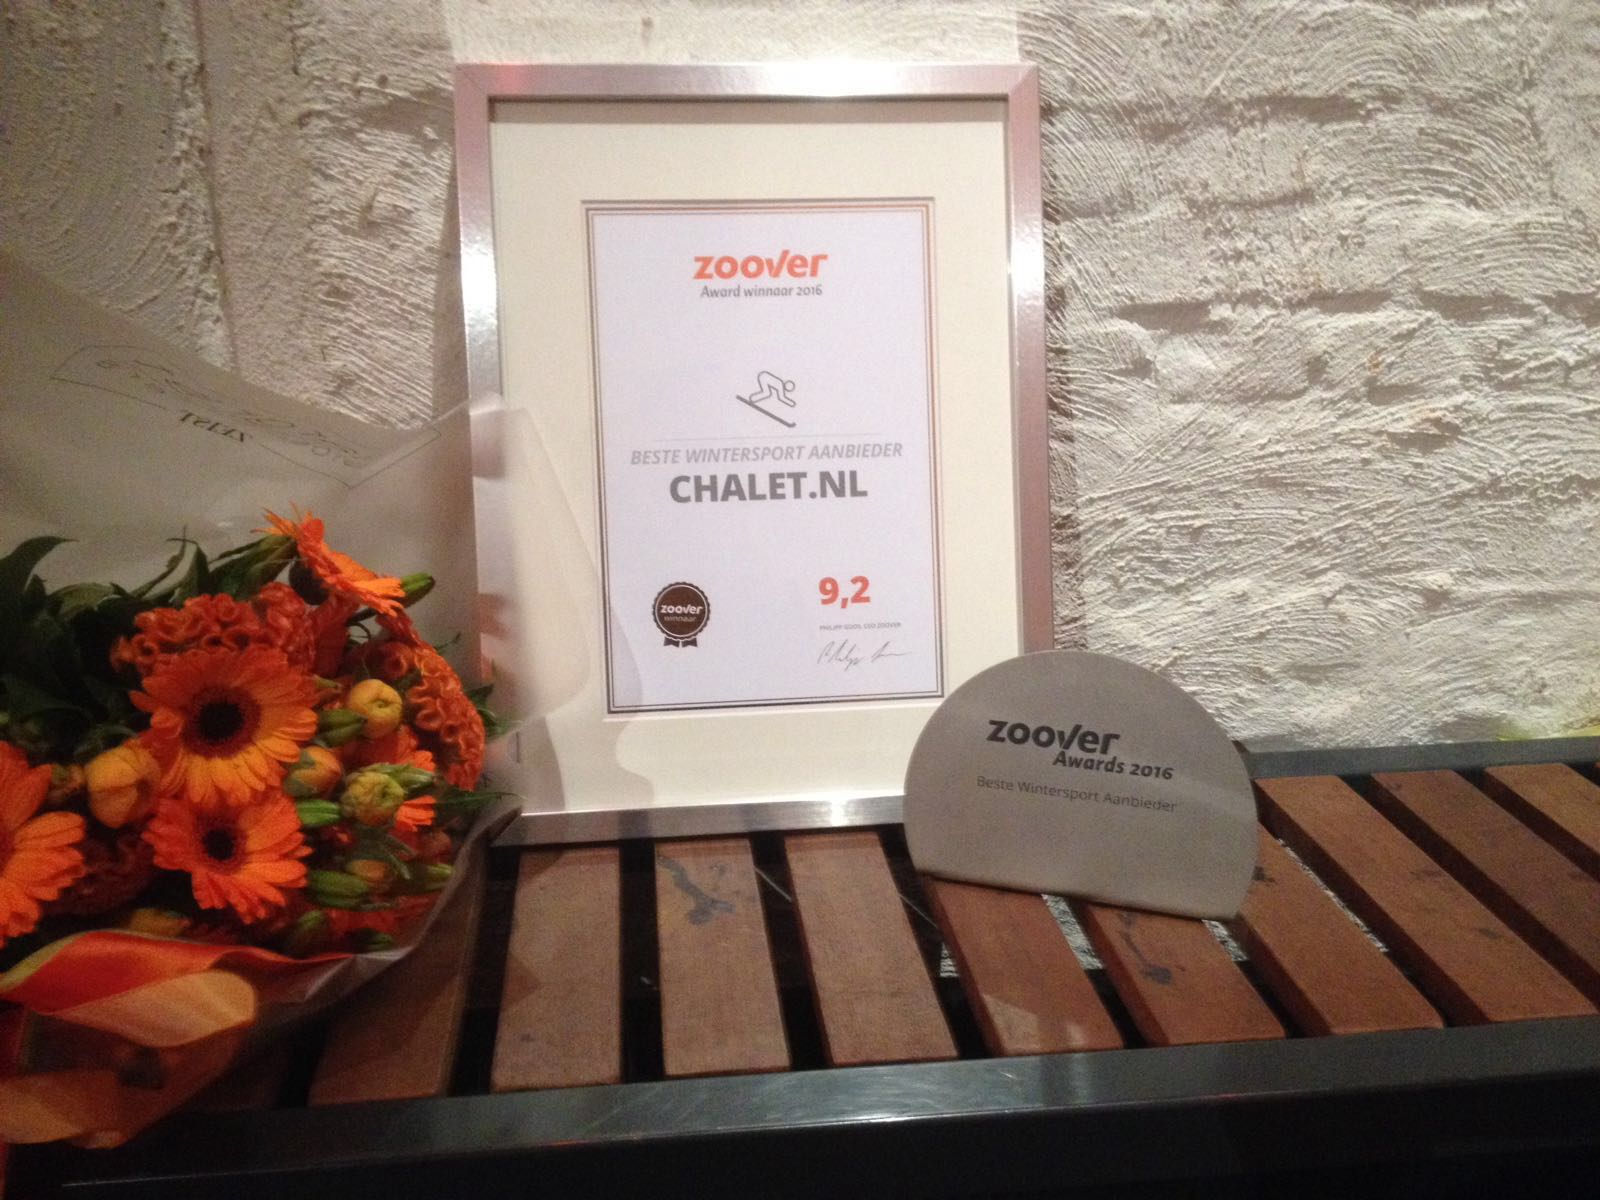 zoover
Award winnaar 2016
BESTE WINTERSPORT AANBIEDER
CHALET.NL
zoover
winnaar
9,2
zoover
Awards 2016
Beste Wintersport Aanbieder
ZEIST